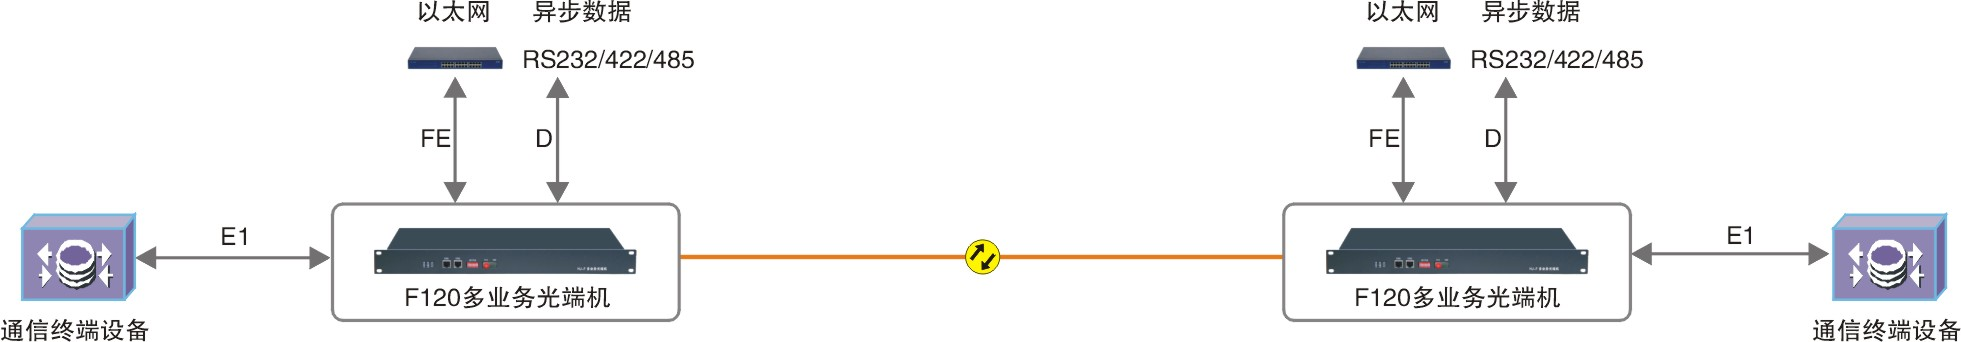 以太网 异步数据
RS232/422/485
FE
D
E1
F120多业务光端机
通信终端设备
以太网 异步数据
RS232/422/485
FE
D
E1
F120多业务光端机
通信终端设备